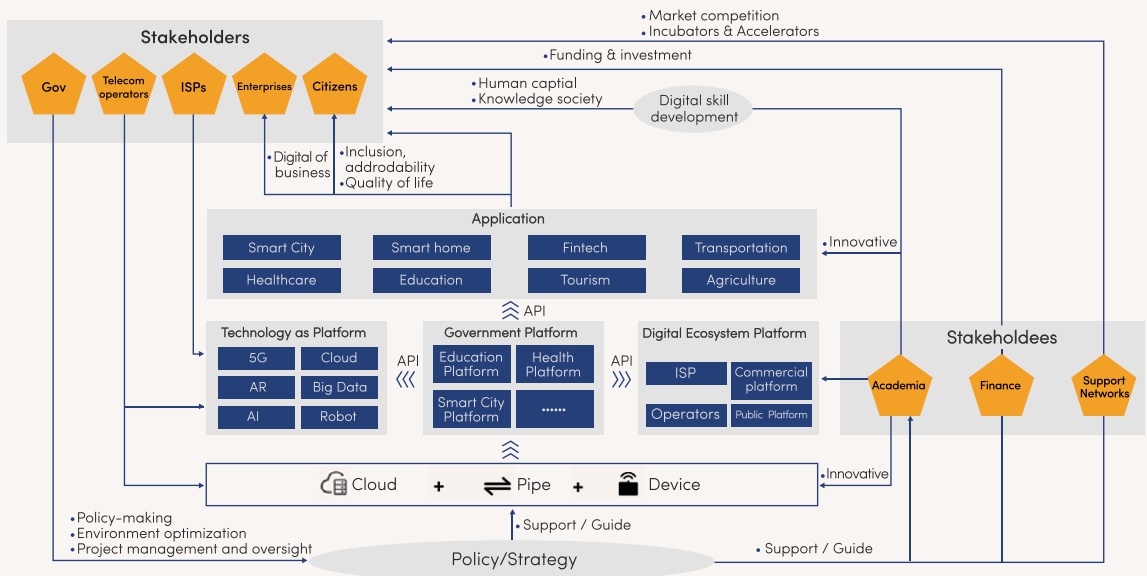 Stakeholders
Gov
Telecom
operators
ISPs
Enterprises
Citizens
• Market competition
• Incubators & Accelerators
• Funding & investment
• Human captial
• Knowledge society
Digital skill
development
• Digital of
business
• Inclusion,
addrodability
• Quality of life
Application
Smart City
Smart home
Fintech
Transportation
Healthcare
Education
Tourism
Agriculture
• Innovative
API
Technology as Platform
5G
Cloud
AR
Big Data
AI
Robot
API
Government Platform
Education
Platform
Health
Platform
Smart City
Platform
......
API
Digital Ecosystem Platform
ISP
Commercial
platform
Operators
Public Platform
Stakeholdees
Academia
Finance
Support
Networks
Cloud
+
Pipe
+
Device
• Innovative
• Policy-making
• Environment optimization
• Project management and oversight
• Support / Guide
Policy/Strategy
• Support / Guide